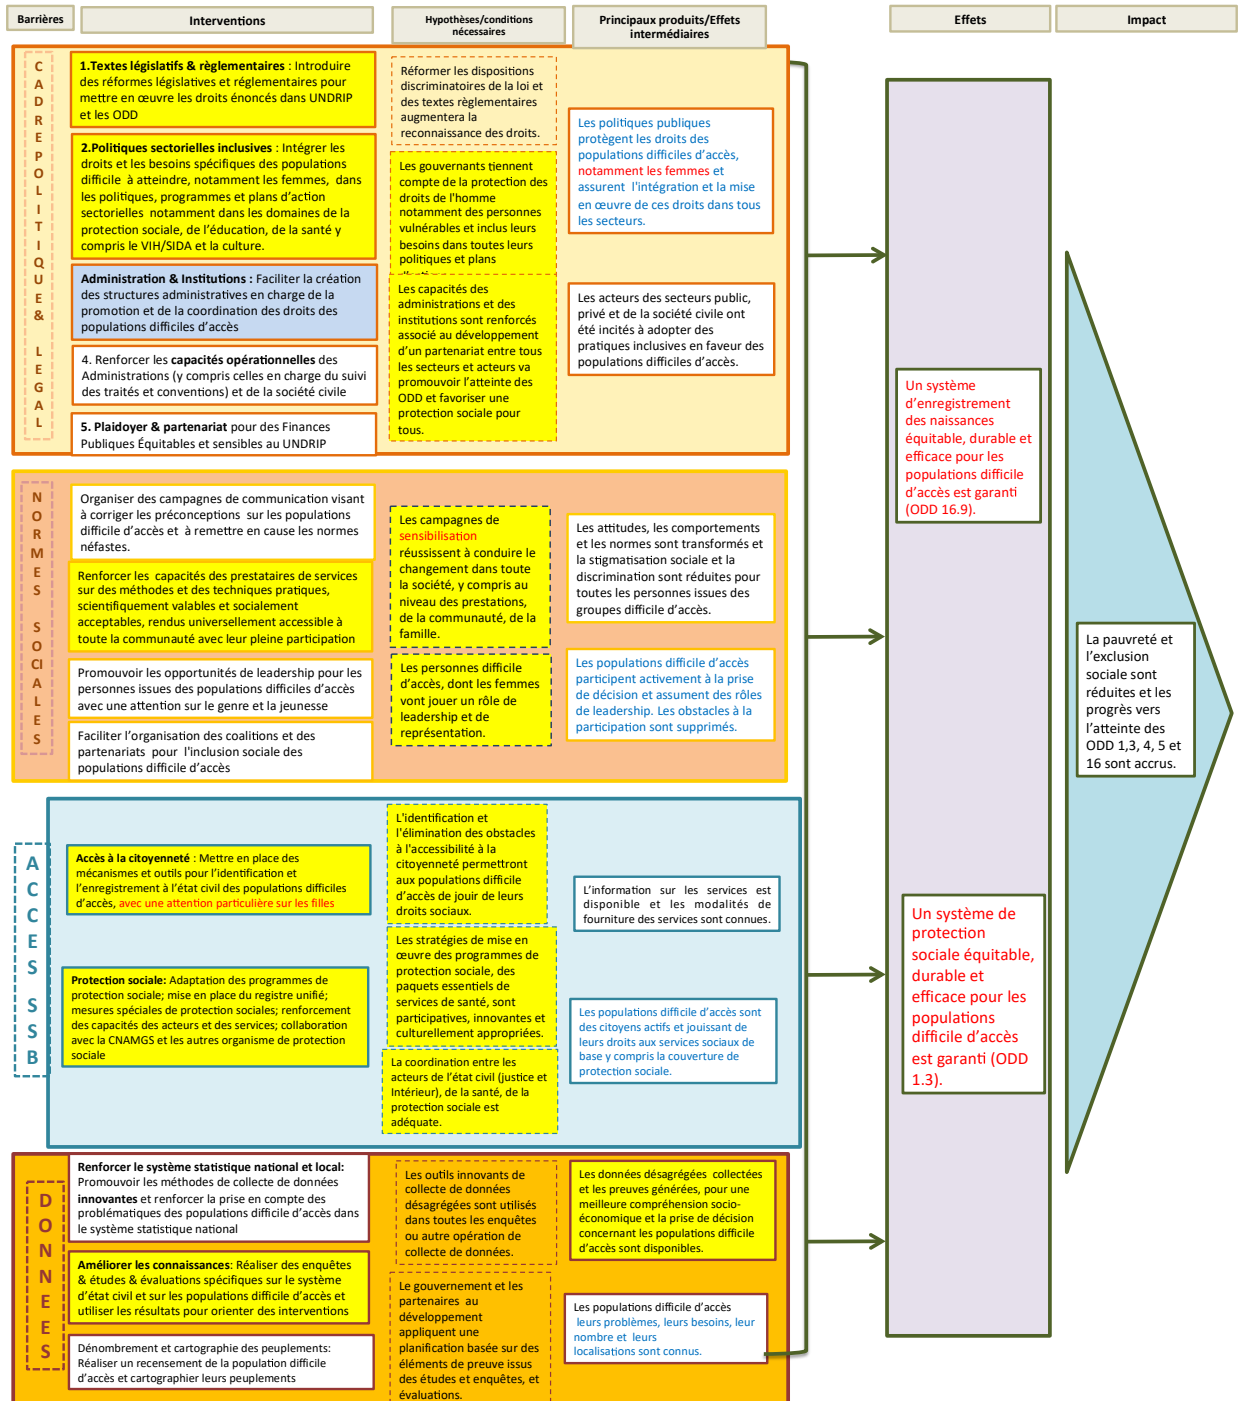 Barrières
Interventions
Hypothèses/conditions
nécessaires
Principaux produits/Effets
intermédiaires
Effets
Impact
CADRE POLITIQUE & LEGAL
1.Textes législatifs & règlementaires : Introduire
des réformes législatives et réglementaires pour
mettre en œuvre les droits énoncés dans UNDRIP
et les ODD
2.Politiques sectorielles inclusives : Intégrer les
droits et les besoins spécifiques des populations
difficile à atteindre, notamment les femmes, dans
les politiques, programmes et plans d’action
sectorielles notamment dans les domaines de la
protection sociale, de l’éducation, de la santé y
compris le VIH/SIDA et la culture.
Administration & Institutions : Faciliter la création
des structures administratives en charge de la
promotion et de la coordination des droits des
populations difficiles d’accès
4. Renforcer les capacités opérationnelles des
Administrations (y compris celles en charge du suivi
des traités et conventions) et de la société civile
5. Plaidoyer & partenariat pour des Finances
Publiques Équitables et sensibles au UNDRIP
Réformer les dispositions
discriminatoires de la loi et
des textes règlementaires
augmentera la
reconnaissance des droits.
Les gouvernants tiennent
compte de la protection des
droits de l'homme
notamment des personnes
vulnérables et inclus leurs
besoins dans toutes leurs
politiques et plans
Les capacités des
administrations et des
institutions sont renforcés
associé au développement
d’un partenariat entre tous
les secteurs et acteurs va
promouvoir l’atteinte des
ODD et favoriser une
protection sociale pour
tous.
Les politiques publiques
protègent les droits des
populations difficiles d’accès,
notamment les femmes et
assurent l'intégration et la mise
en œuvre de ces droits dans tous
les secteurs.
Les acteurs des secteurs public,
privé et de la société civile ont
été incités à adopter des
pratiques inclusives en faveur des
populations difficiles d’accès.
NORMES SOCIALES
Organiser des campagnes de communication visant
à corriger les préconceptions sur les populations
difficile d’accès et à remettre en cause les normes
néfastes.
Renforcer les capacités des prestataires de services
sur des méthodes et des techniques pratiques,
scientifiquement valables et socialement
acceptables, rendus universellement accessible à
toute la communauté avec leur pleine participation
Promouvoir les opportunités de leadership pour les
personnes issues des populations difficiles d’accès
avec une attention sur le genre et la jeunesse
Faciliter l’organisation des coalitions et des
partenariats pour l'inclusion sociale des
populations difficile d’accès
Les campagnes de
sensibilisation
réussissent à conduire le
changement dans toute
la société, y compris au
niveau des prestations,
de la communauté, de la
famille.
Les personnes difficile
d’accès, dont les femmes
vont jouer un rôle de
leadership et de
représentation.
Les attitudes, les comportements
et les normes sont transformés et
la stigmatisation sociale et la
discrimination sont réduites pour
toutes les personnes issues des
groupes difficile d’accès.
Les populations difficile d’accès
participent activement à la prise
de décision et assument des rôles
de leadership. Les obstacles à la
participation sont supprimés.
ACCES SSB
Accès à la citoyenneté : Mettre en place des
mécanismes et outils pour l’identification et
l’enregistrement à l’état civil des populations difficiles
d’accès, avec une attention particulière sur les filles
Protection sociale: Adaptation des programmes de
protection sociale; mise en place du registre unifié;
mesures spéciales de protection sociales; renforcement
des capacités des acteurs et des services; collaboration
avec la CNAMGS et les autres organisme de protection
sociale
L'identification et
l'élimination des obstacles
à l'accessibilité à la
citoyenneté permettront
aux populations difficile
d’accès de jouir de leurs
droits sociaux.
Les stratégies de mise en
œuvre des programmes de
protection sociale, des
paquets essentiels de
services de santé, sont
participatives, innovantes et
culturellement appropriées.
La coordination entre les
acteurs de l’état civil (justice et
Intérieur), de la santé, de la
protection sociale est
adéquate.
L’information sur les services est
disponible et les modalités de
fourniture des services sont connues.
Les populations difficile d’accès sont
des citoyens actifs et jouissant de
leurs droits aux services sociaux de
base y compris la couverture de
protection sociale.
DONNEES
Renforcer le système statistique national et local:
Promouvoir les méthodes de collecte de données
innovantes et renforcer la prise en compte des
problématiques des populations difficile d’accès dans
le système statistique national
Améliorer les connaissances: Réaliser des enquêtes
& études & évaluations spécifiques sur le système
d’état civil et sur les populations difficile d’accès et
utiliser les résultats pour orienter des interventions
Dénombrement et cartographie des peuplements:
Réaliser un recensement de la population difficile
d’accès et cartographier leurs peuplements
Les outils innovants de
collecte de données
désagrégées sont utilisés
dans toutes les enquêtes
ou autre opération de
collecte de données.
Le gouvernement et les
partenaires au
développement
appliquent une
planification basée sur des
éléments de preuve issus
des études et enquêtes, et
évaluations.
Les données désagrégées collectées
et les preuves générées, pour une
meilleure compréhension socio-
économique et la prise de décision
concernant les populations difficile
d’accès sont disponibles.
Les populations difficile d’accès
leurs problèmes, leurs besoins, leur
nombre et leurs
localisations sont connus.
Un système
d’enregistrement
des naissances
équitable, durable et
efficace pour les
populations difficile
d’accès est garanti
(ODD 16.9).
Un système de
protection
sociale équitable,
durable et
efficace pour les
populations
difficile d’accès
est garanti (ODD
1.3).
La pauvreté et
l’exclusion
sociale sont
réduites et les
progrès vers
l’atteinte des
ODD 1,3, 4, 5 et
16 sont accrus.